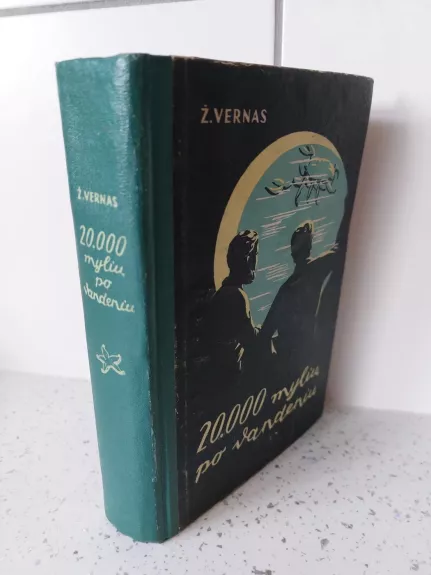 Ž.VERNAS
20.000
mylių
po
vandeniu
Ž.VERNAS
20.000 mylių
po vandeniu